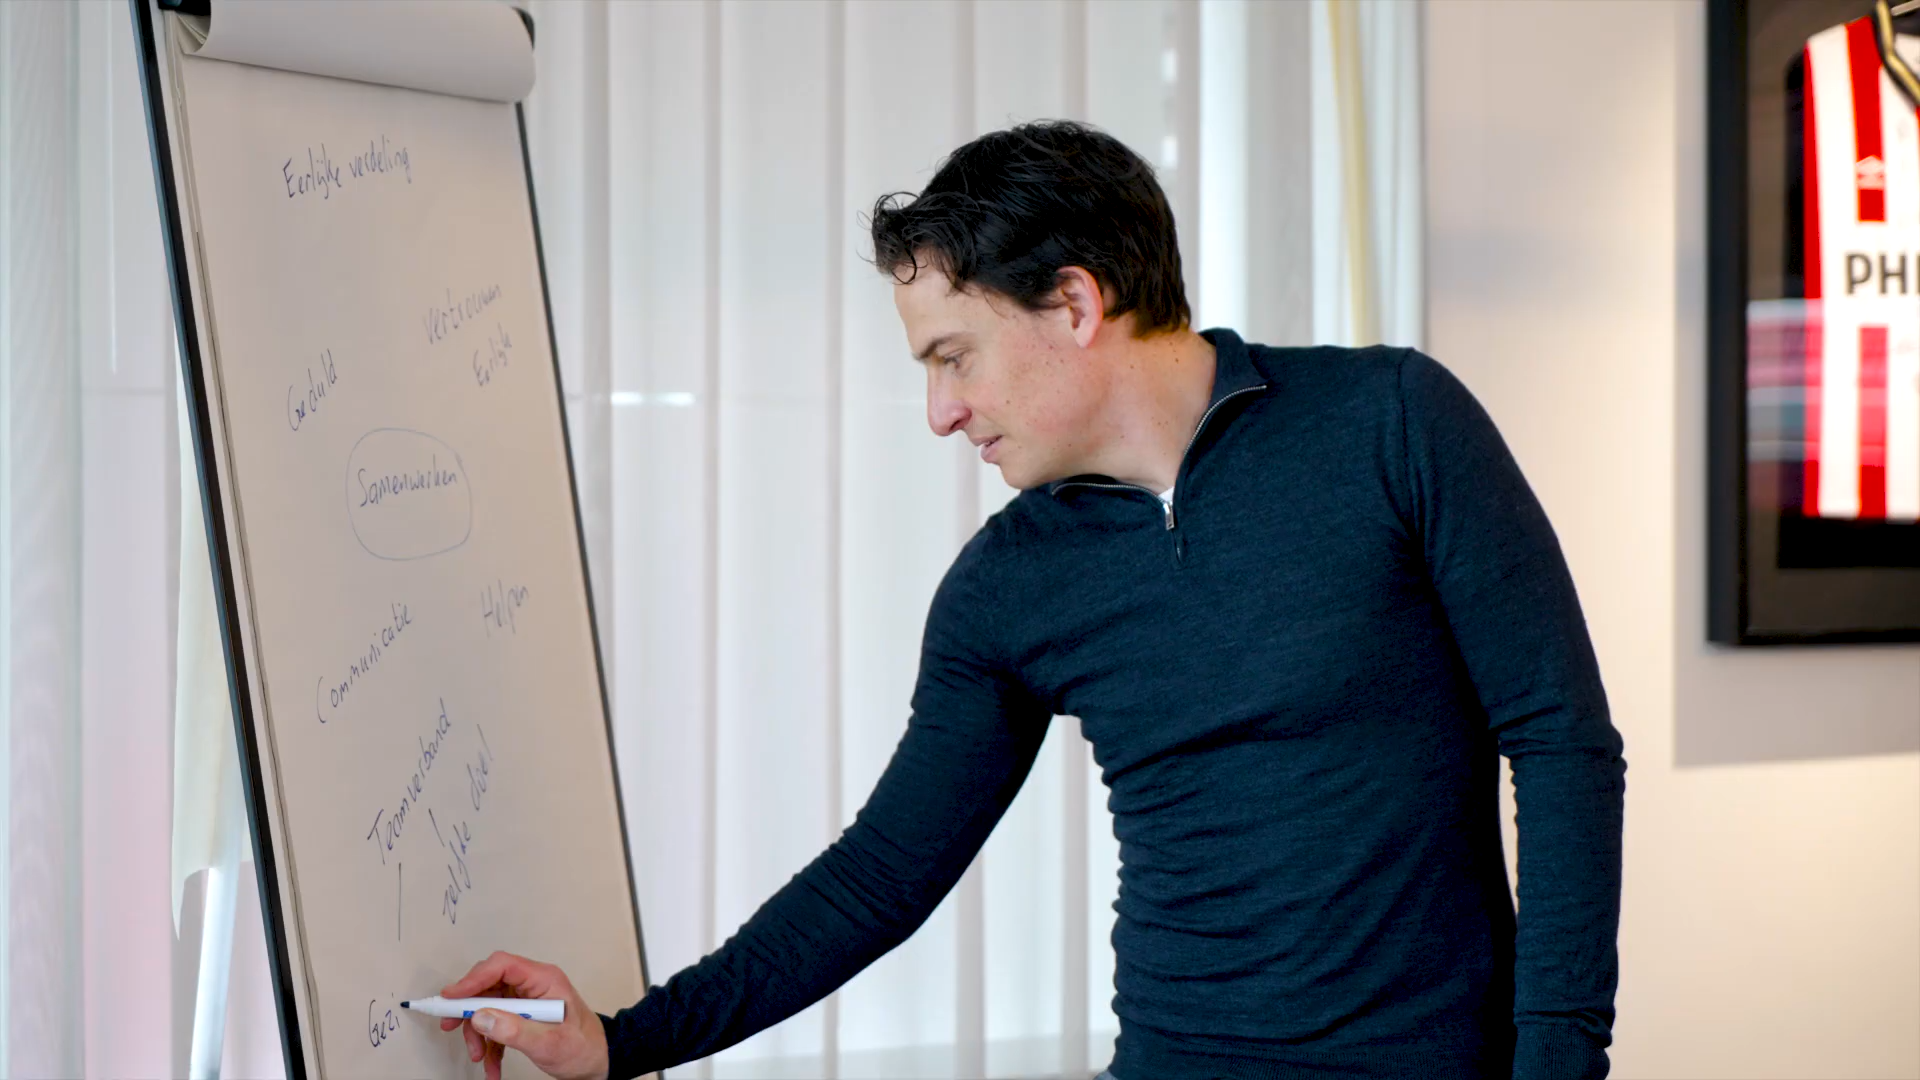 Eerlijke verdeling
Vertrouwen
Eerlijk
Geduld
Samenwerken
Helpen
Communicatie
Teamverband
zelfde doel
Gezi
PHI